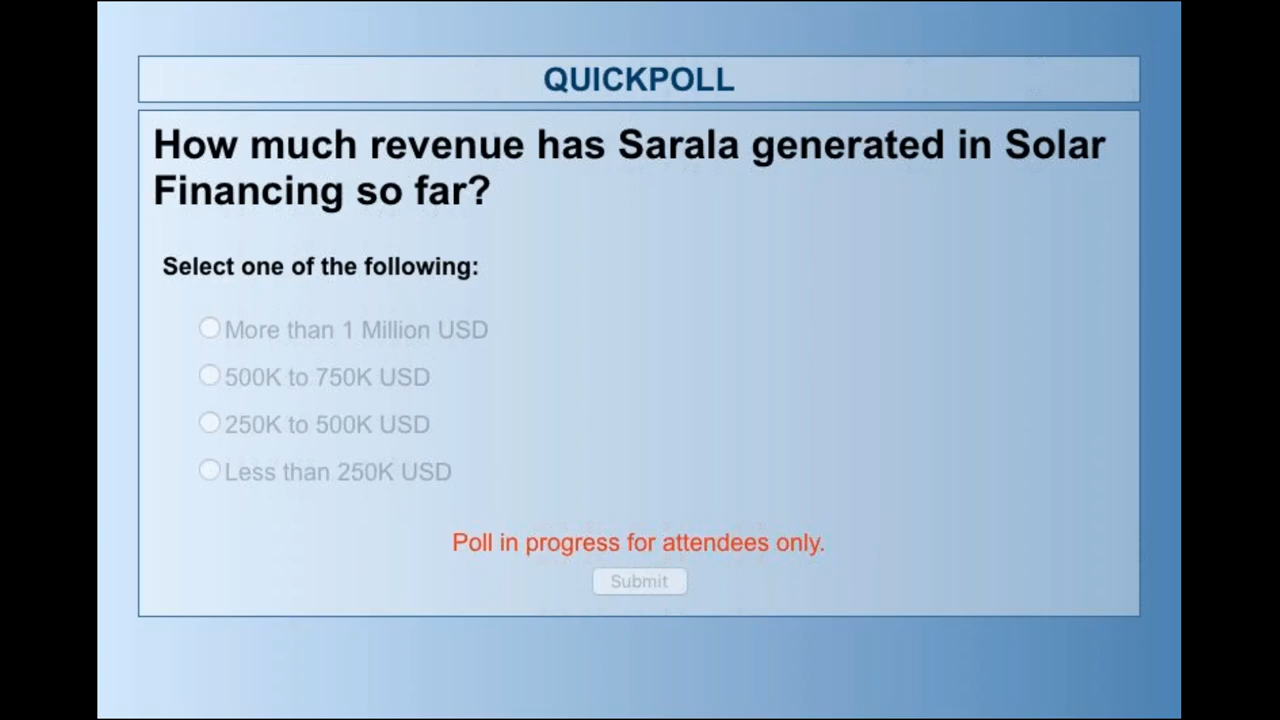 QUICKPOLL
How much revenue has Sarala generated in Solar
Financing so far?
Select one of the following:
More than 1 Million USD
500K to 750K USD
250K to 500K USD
Less than 250K USD
Poll in progress for attendees only.
Submit